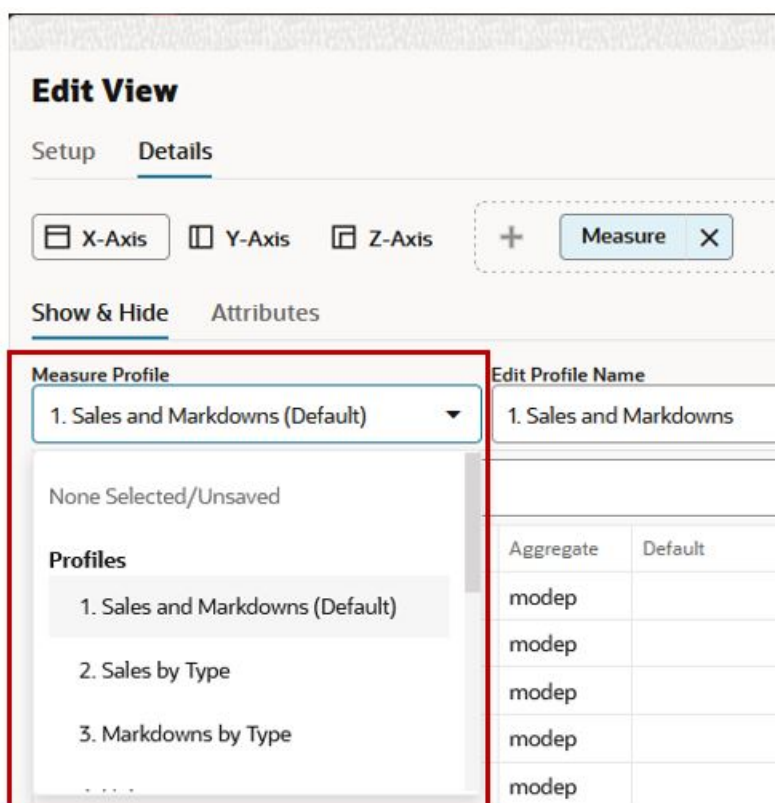 Edit View
Setup Details
X-Axis Y-Axis Z-Axis + Measure X
Show & Hide Attributes
Measure Profile Edit Profile Name
1. Sales and Markdowns (Default) 1. Sales and Markdowns
None Selected/Unsaved
Aggregate Default
Profiles
1. Sales and Markdowns (Default) modep
modep
2. Sales by Type modep
3. Markdowns by Type modep
modep